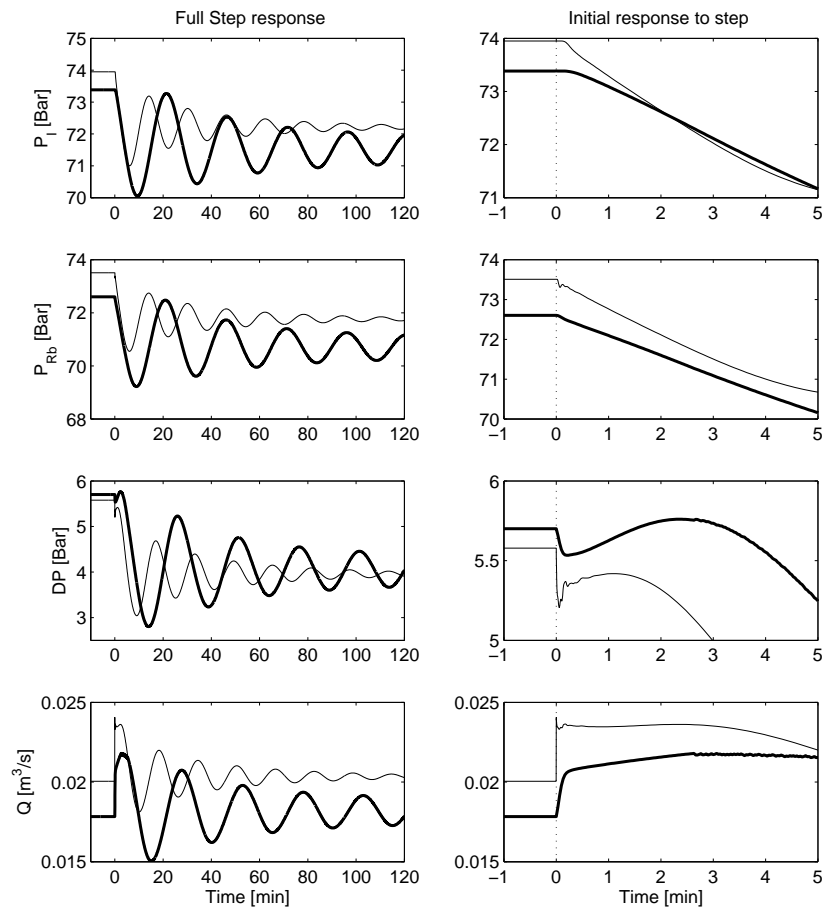 Full Step response
Initial response to step
75
74
73
72
71
70
P_I [Bar]
0 20 40 60 80 100 120
74
73
72
71
−1 0 1 2 3 4 5
74
72
70
68
P_Rb [Bar]
0 20 40 60 80 100 120
74
73
72
71
70
−1 0 1 2 3 4 5
6
5
4
3
DP [Bar]
0 20 40 60 80 100 120
6
5.5
5
−1 0 1 2 3 4 5
0.025
0.02
0.015
Q [m³/s]
0 20 40 60 80 100 120
Time [min]
0.025
0.02
0.015
−1 0 1 2 3 4 5
Time [min]